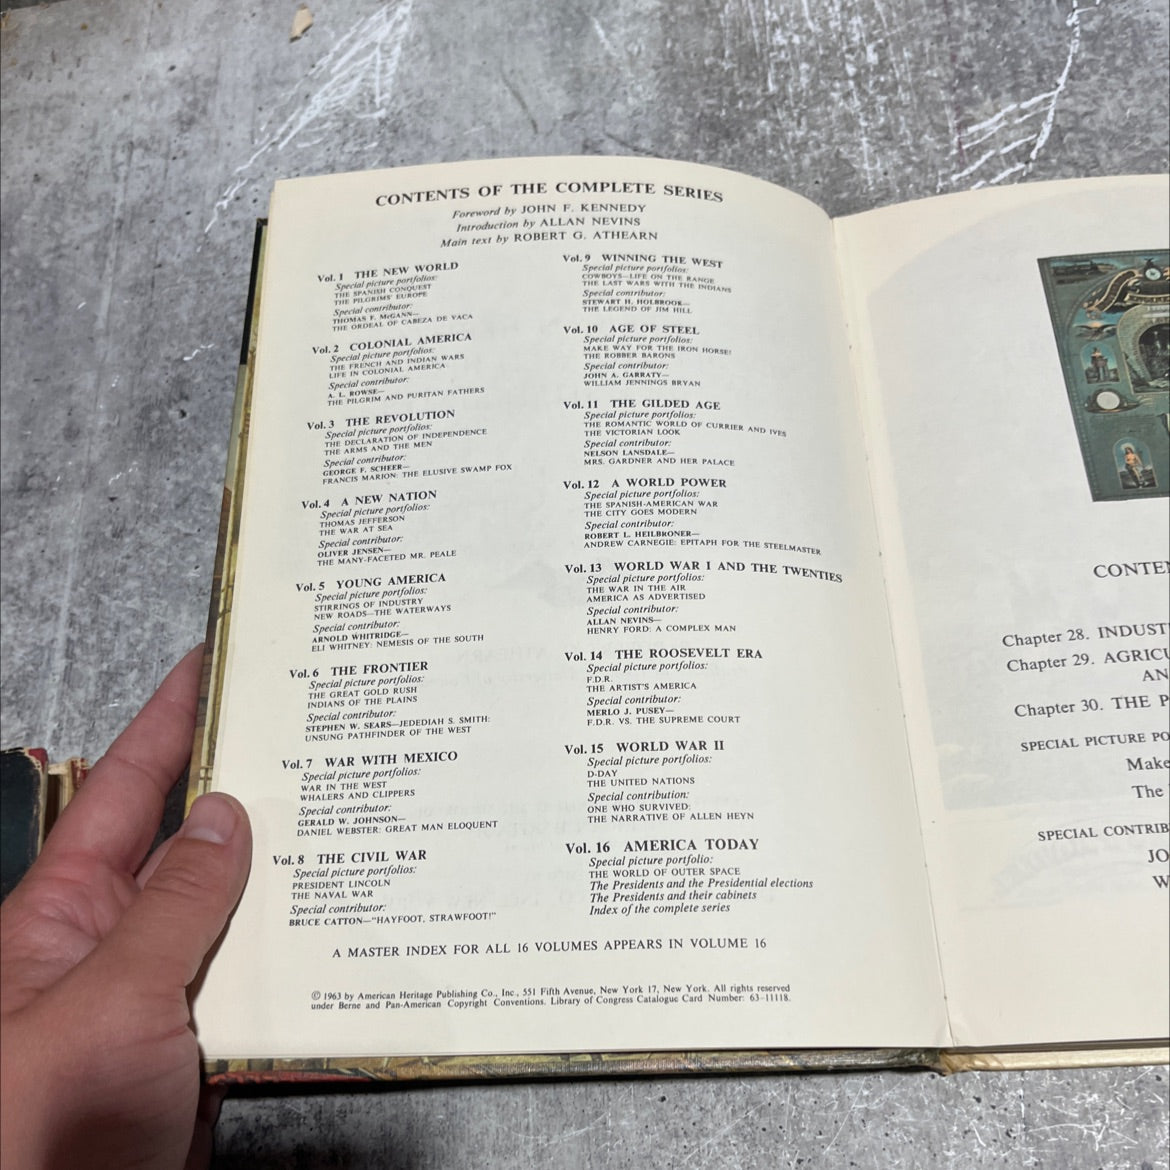 CONTENTS OF THE COMPLETE SERIES
Foreword by JOHN F. KENNEDY
Introduction by ALLAN NEVINS
Main text by ROBERT G. ATHEARN
Vol. 1 THE NEW WORLD
Special picture portfolios:
THE SPANISH CONQUEST
THE PILGRIMS' EUROPE
Special contributor:
THOMAS F. McGANN—
THE ORDEAL OF CABEZA DE VACA
Vol. 2 COLONIAL AMERICA
Special picture portfolios:
THE FRENCH AND INDIAN WARS
LIFE IN COLONIAL AMERICA
Special contributor:
A. L. ROWSE—
THE PILGRIM AND PURITAN FATHERS
Vol. 3 THE REVOLUTION
Special picture portfolios:
THE DECLARATION OF INDEPENDENCE
THE ARMS AND THE MEN
Special contributor:
GEORGE F. SCHEER—
FRANCIS MARION: THE ELUSIVE SWAMP FOX
Vol. 4 A NEW NATION
Special picture portfolios:
THOMAS JEFFERSON
THE WAR AT SEA
Special contributor:
OLIVER JENSEN—
THE MANY-FACETED MR. PEALE
Vol. 5 YOUNG AMERICA
Special picture portfolios:
STIRRINGS OF INDUSTRY
NEW ROADS—THE WATERWAYS
Special contributor:
ARNOLD WHITRIDGE—
ELI WHITNEY: NEMESIS OF THE SOUTH
Vol. 6 THE FRONTIER
Special picture portfolios:
THE GREAT GOLD RUSH
INDIANS OF THE PLAINS
Special contributor:
STEPHEN W. SEARS—JEDEDIAH S. SMITH:
UNSUNG PATHFINDER OF THE WEST
Vol. 7 WAR WITH MEXICO
Special picture portfolios:
WAR IN THE WEST
WHALERS AND CLIPPERS
Special contributor:
GERALD W. JOHNSON—
DANIEL WEBSTER: GREAT MAN ELOQUENT
Vol. 8 THE CIVIL WAR
Special picture portfolios:
PRESIDENT LINCOLN
THE NAVAL WAR
Special contributor:
BRUCE CATTON—"HAYFOOT, STRAWFOOT!"
Vol. 9 WINNING THE WEST
Special picture portfolios:
COWBOYS—LIFE ON THE RANGE
THE LAST WARS WITH THE INDIANS
Special contributor:
STEWART H. HOLBROOK—
THE LEGEND OF JIM HILL
Vol. 10 AGE OF STEEL
Special picture portfolios:
MAKE WAY FOR THE IRON HORSE!
THE ROBBER BARONS
Special contributor:
JOHN A. GARRATY—
WILLIAM JENNINGS BRYAN
Vol. 11 THE GILDED AGE
Special picture portfolios:
THE ROMANTIC WORLD OF CURRIER AND IVES
THE VICTORIAN LOOK
Special contributor:
NELSON LANSDALE—
MRS. GARDNER AND HER PALACE
Vol. 12 A WORLD POWER
Special picture portfolios:
THE SPANISH-AMERICAN WAR
THE CITY GOES MODERN
Special contributor:
ROBERT L. HEILBRONER—
ANDREW CARNEGIE: EPITAPH FOR THE STEELMASTER
Vol. 13 WORLD WAR I AND THE TWENTIES
Special picture portfolios:
THE WAR IN THE AIR
AMERICA AS ADVERTISED
Special contributor:
ALLAN NEVINS—
HENRY FORD: A COMPLEX MAN
Vol. 14 THE ROOSEVELT ERA
Special picture portfolios:
F.D.R.
THE ARTIST'S AMERICA
Special contributor:
MERLO J. PUSEY—
F.D.R. VS. THE SUPREME COURT
Vol. 15 WORLD WAR II
Special picture portfolios:
D-DAY
THE UNITED NATIONS
Special contribution:
ONE WHO SURVIVED:
THE NARRATIVE OF ALLEN HEYN
Vol. 16 AMERICA TODAY
Special picture portfolio:
THE WORLD OF OUTER SPACE
The Presidents and the Presidential elections
The Presidents and their cabinets
Index of the complete series
A MASTER INDEX FOR ALL 16 VOLUMES APPEARS IN VOLUME 16
© 1963 by American Heritage Publishing Co., Inc., 551 Fifth Avenue, New York 17, New York. All rights reserved
under Berne and Pan-American Copyright Conventions. Library of Congress Catalogue Card Number: 63-11118.
CONTEN
Chapter 28. INDUST
Chapter 29. AGRICU
AN
Chapter 30. THE P
SPECIAL PICTURE PO
Make
The
SPECIAL CONTRIB
JO
W